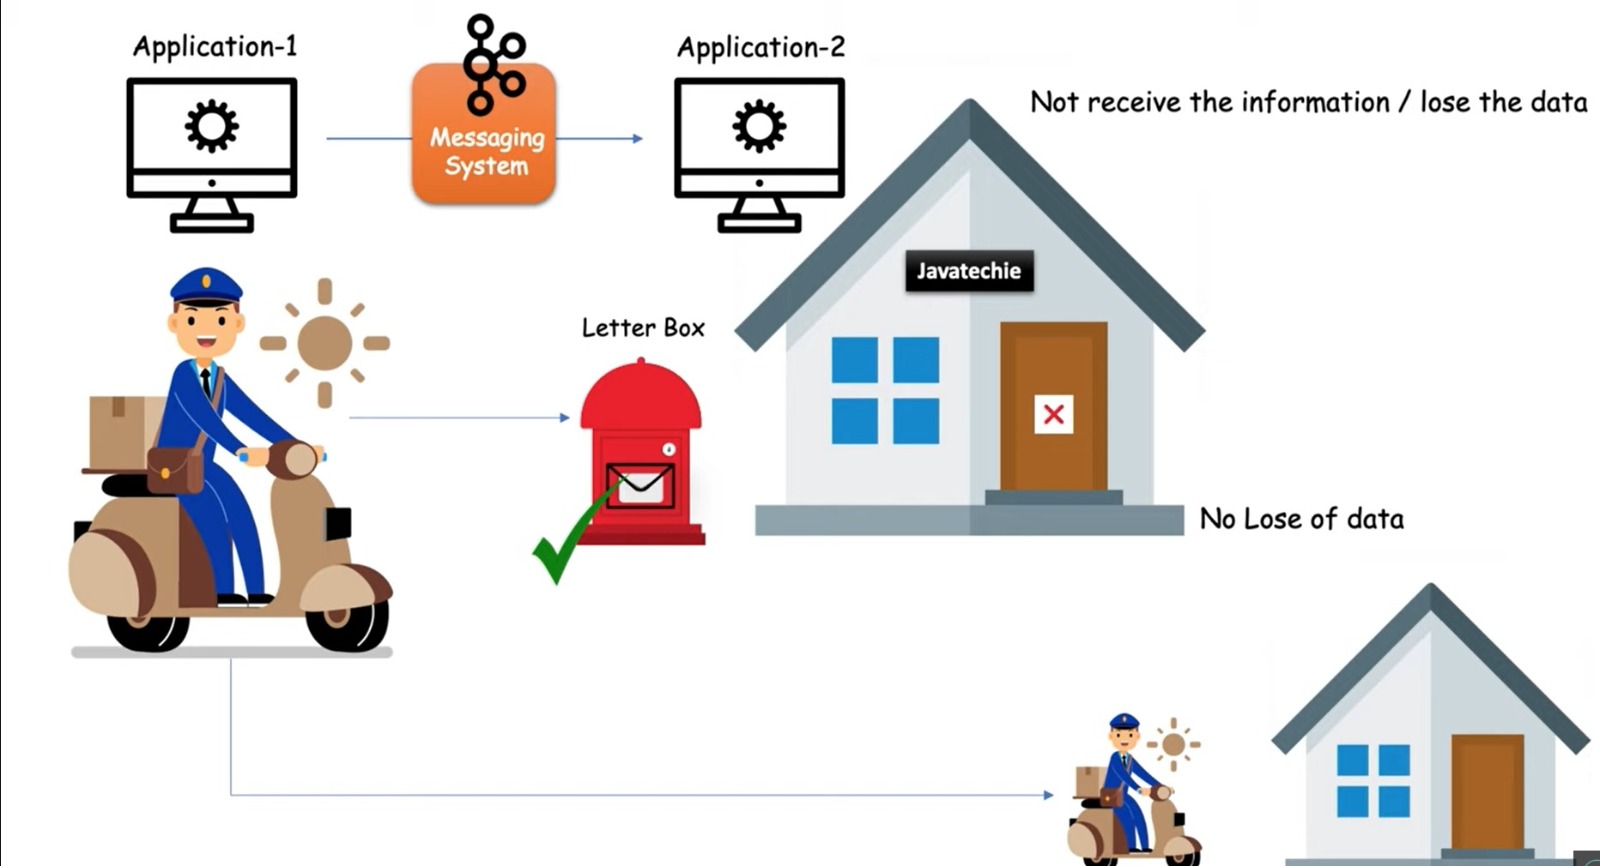 Application-1
Messaging
System
Application-2
Not receive the information / lose the data
Javatechie
Letter Box
No Lose of data